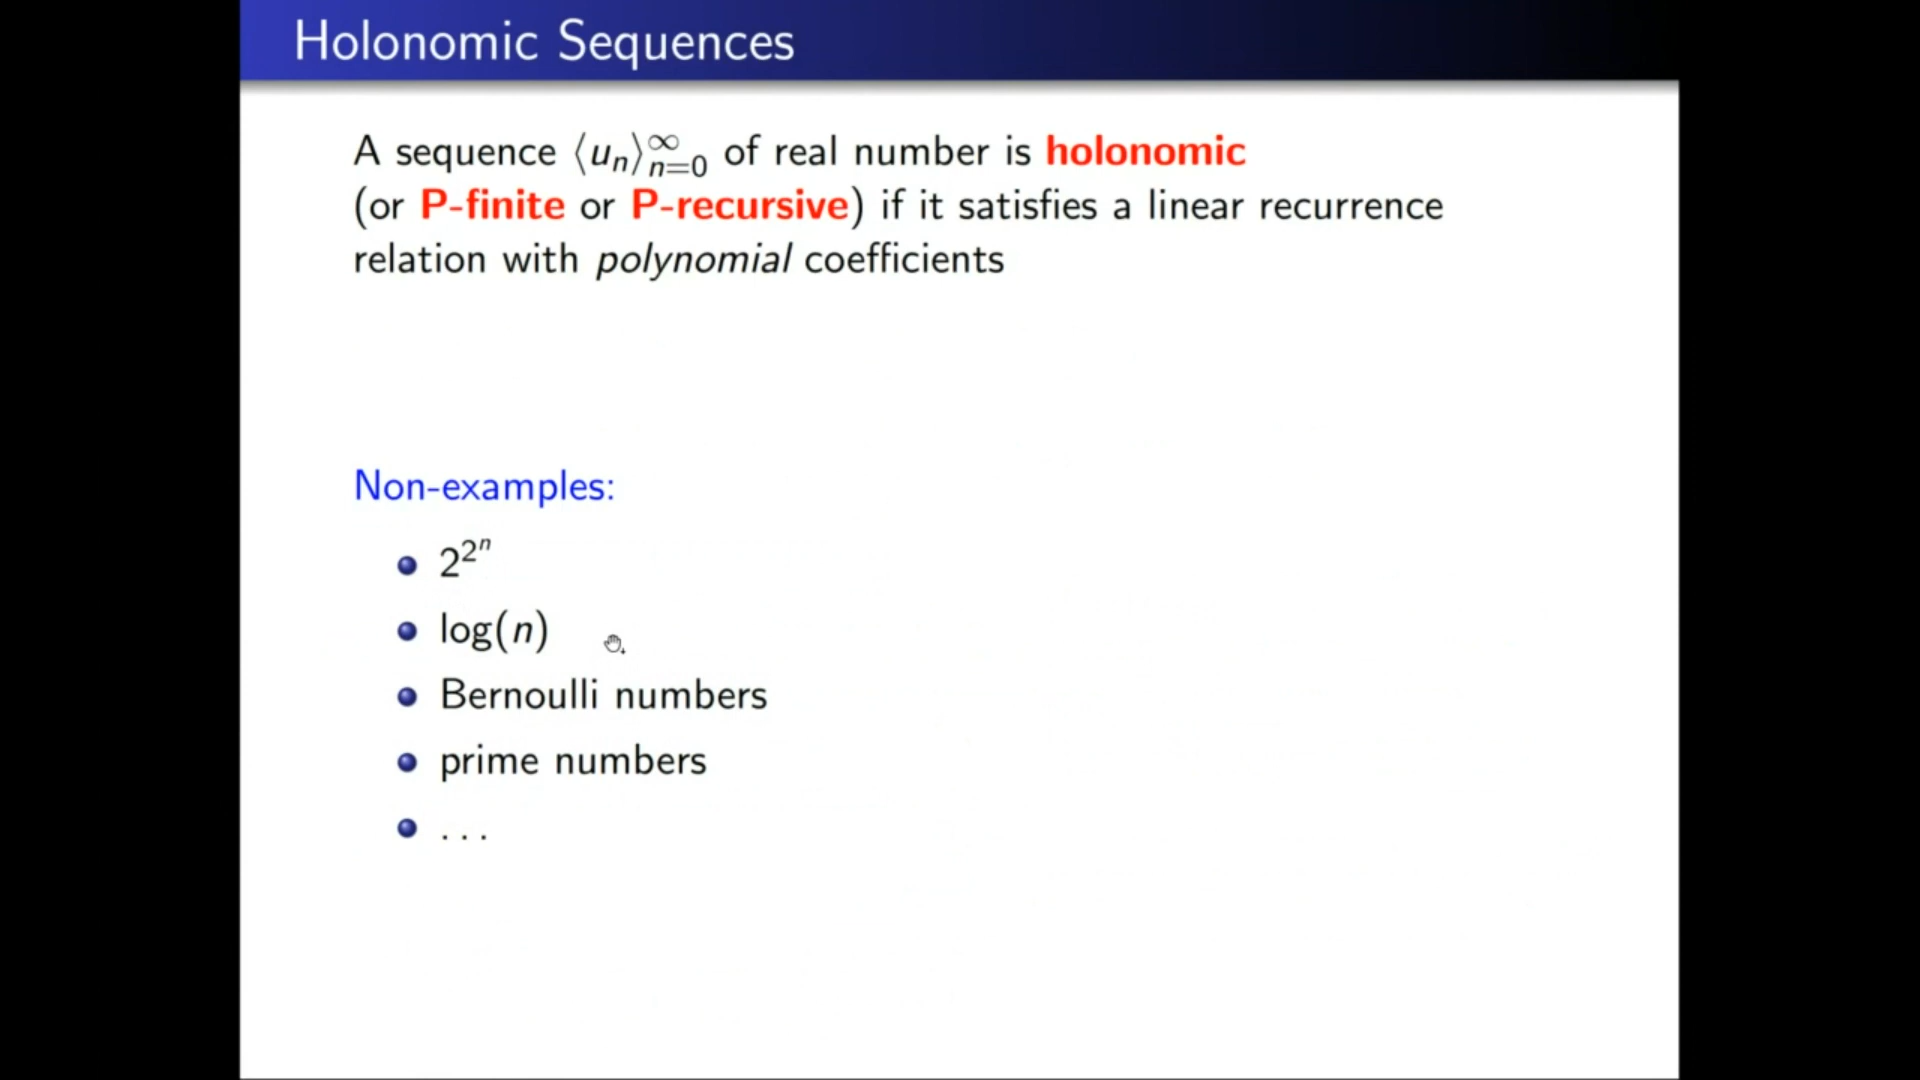 Holonomic Sequences
A sequence ⟨uₙ⟩∞n=0 of real number is holonomic
(or P-finite or P-recursive) if it satisfies a linear recurrence
relation with polynomial coefficients
Non-examples:
2^2^n
log(n)
Bernoulli numbers
prime numbers
...